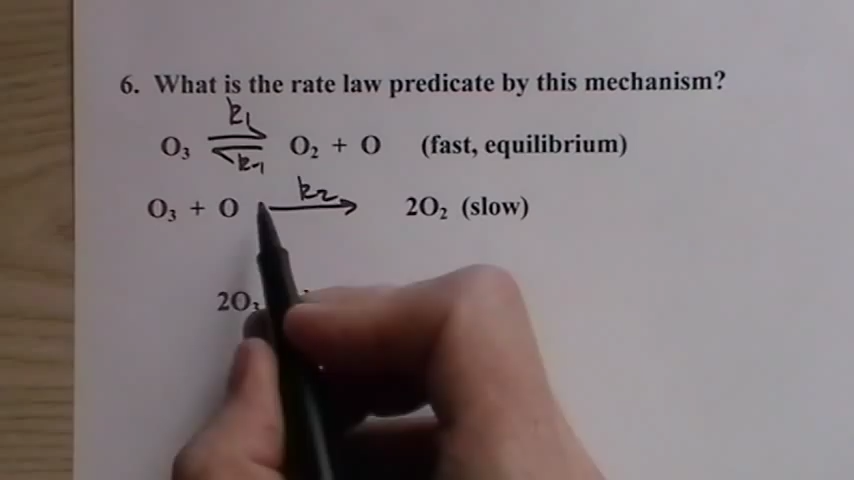 6. What is the rate law predicate by this mechanism?
k₁
O₃ ⇌ O₂ + O (fast, equilibrium)
k₋₁
k₂
O₃ + O → 2O₂ (slow)
2O₃